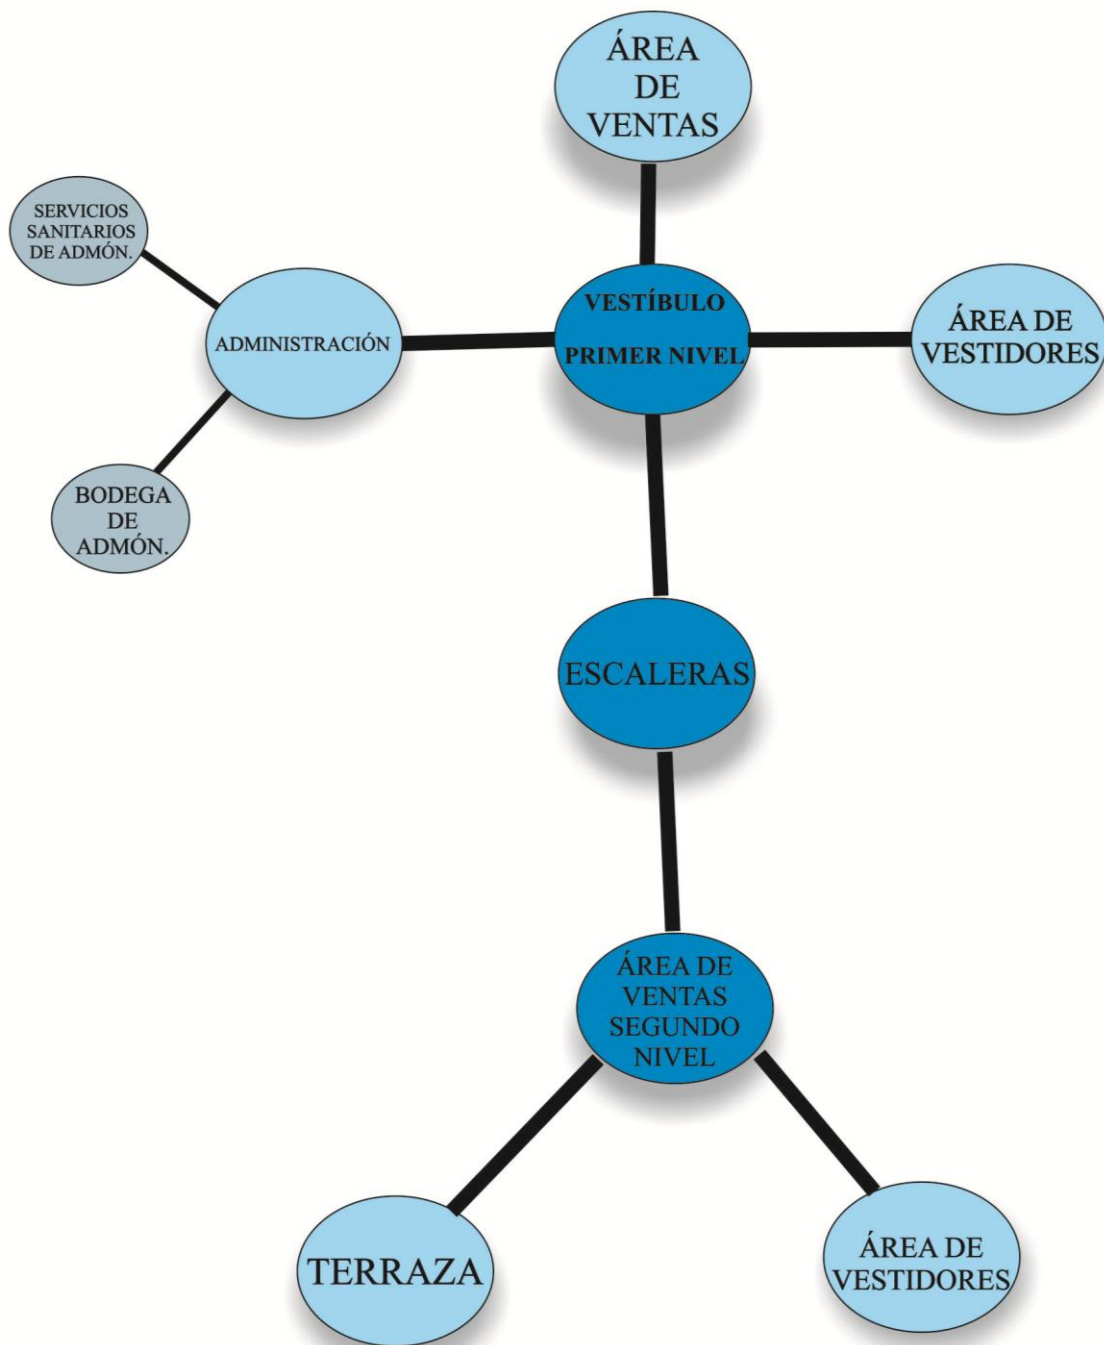 ÁREA
DE
VENTAS
SERVICIOS
SANITARIOS
DE ADMÓN.
ADMINISTRACIÓN
VESTÍBULO
PRIMER NIVEL
ÁREA DE
VESTIDORES
BODEGA
DE
ADMÓN.
ESCALERAS
ÁREA DE
VENTAS
SEGUNDO
NIVEL
TERRAZA
ÁREA DE
VESTIDORES